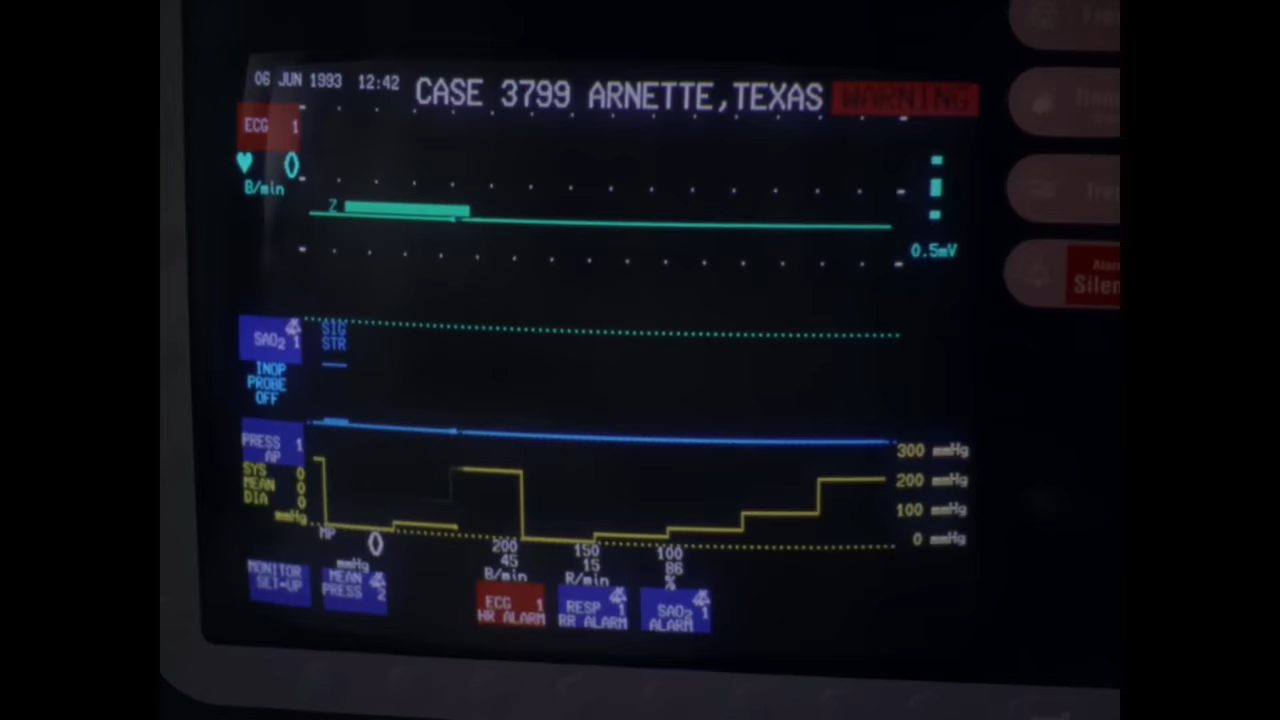 06 JUN 1993 12:42 CASE 3799 ARNETTE,TEXAS WARNING
ECG 1
0
B/min
Z
0.5mV
Silen
SAO2 1
SIG
STR
INOP
PROBE
OFF
PRESS 1
AP
SYS 0
MEAN 0
DIA 0
mmHg
300 mmHg
200 mmHg
100 mmHg
0 mmHg
MP 0
mmHg
200
45
B/min
150
15
R/min
100
86
%
MONITOR
SET-UP
MEAN
PRESS 2
ECG 1
HR ALARM
RESP 1
RR ALARM
SAO2 1
ALARM